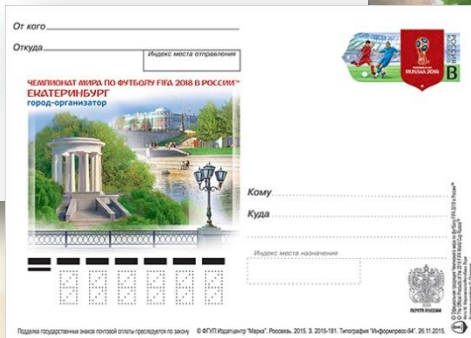 От кого
Откуда
Индекс места отправления
ЧЕМПИОНАТ МИРА ПО ФУТБОЛУ FIFA 2018 В РОССИИ™
ЕКАТЕРИНБУРГ
город-организатор
RUSSIA 2018
B
Кому
Куда
Индекс места назначения
ПОЧТА РОССИИ
Подделка государственных знаков почтовой оплаты преследуется по закону
© ФГУП Издатцентр "Марка". Россвязь. 2015. З. 2015-181. Типография "Информпресс-94". 26.11.2015.